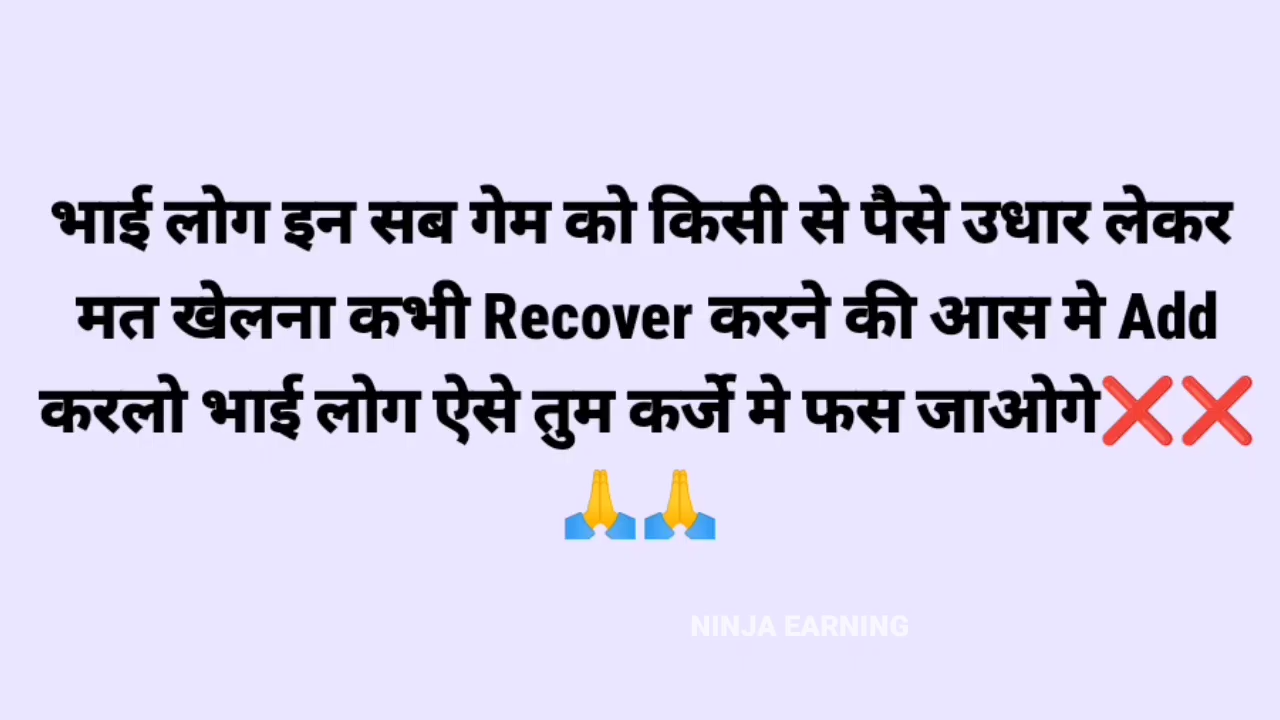 भाई लोग इन सब गेम को किसी से पैसे उधार लेकर
मत खेलना कभी Recover करने की आस मे Add
करलो भाई लोग ऐसे तुम कर्जे मे फस जाओगे❌❌
🙏🙏
NINJA EARNING